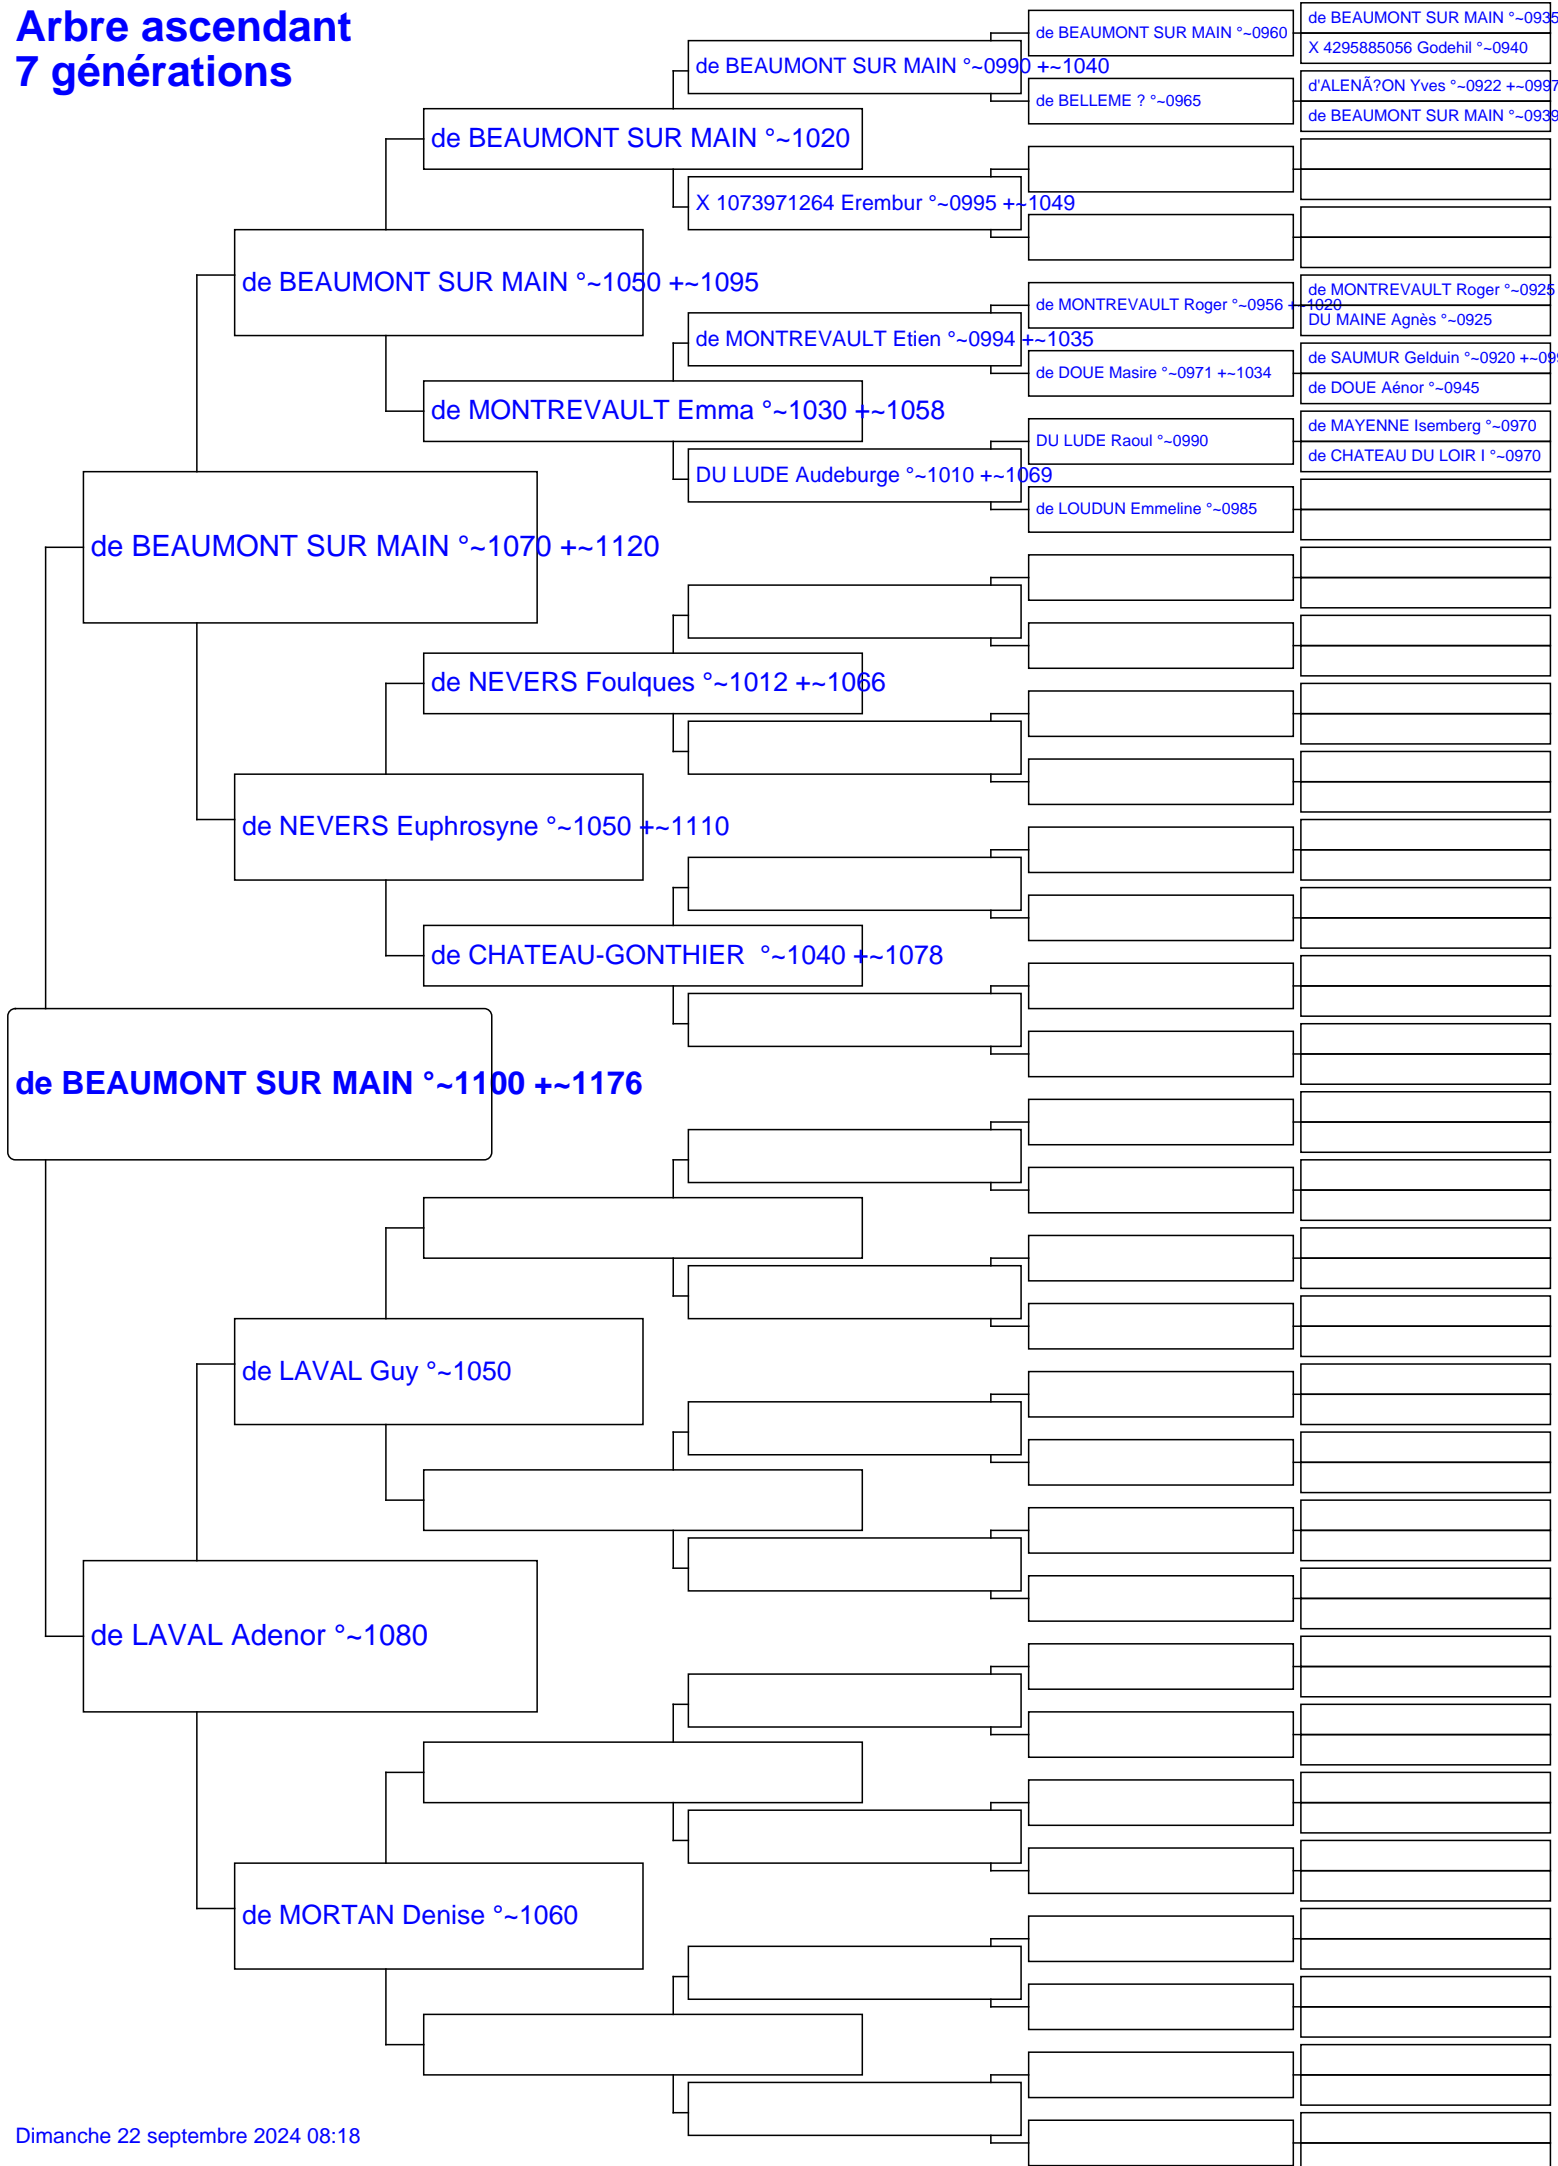 Arbre ascendant
7 générations
de BEAUMONT SUR MAIN °~0960
de BEAUMONT SUR MAIN °~0935
X 4295885056 Godehil °~0940
de BEAUMONT SUR MAIN °~0990 +~1040
de BELLEME ? °~0965
d'ALENÃ?ON Yves °~0922 +~0997
de BEAUMONT SUR MAIN °~0939
de BEAUMONT SUR MAIN °~1020
X 1073971264 Erembur °~0995 +~1049
de BEAUMONT SUR MAIN °~1050 +~1095
de MONTREVAULT Roger °~0956 +~1020
de MONTREVAULT Roger °~0925
DU MAINE Agnès °~0925
de MONTREVAULT Etien °~0994 +~1035
de DOUE Masire °~0971 +~1034
de SAUMUR Gelduin °~0920 +~09
de DOUE Aénor °~0945
de MONTREVAULT Emma °~1030 +~1058
DU LUDE Raoul °~0990
de MAYENNE Isemberg °~0970
de CHATEAU DU LOIR I °~0970
DU LUDE Audeburge °~1010 +~1069
de LOUDUN Emmeline °~0985
de BEAUMONT SUR MAIN °~1070 +~1120
de NEVERS Foulques °~1012 +~1066
de NEVERS Euphrosyne °~1050 +~1110
de CHATEAU-GONTHIER °~1040 +~1078
de BEAUMONT SUR MAIN °~1100 +~1176
de LAVAL Guy °~1050
de LAVAL Adenor °~1080
de MORTAN Denise °~1060
Dimanche 22 septembre 2024 08:18